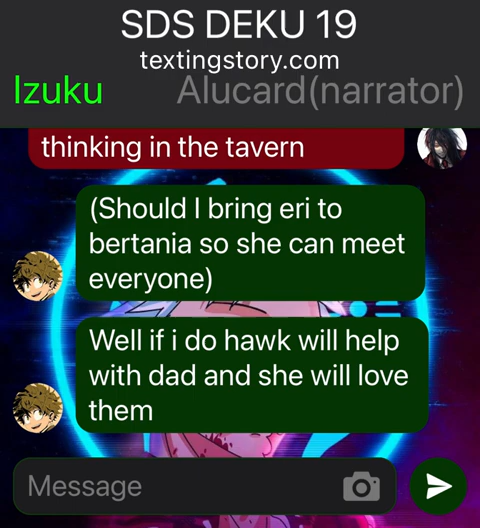 SDS DEKU 19
textingstory.com
Izuku Alucard(narrator)
thinking in the tavern
(Should I bring eri to
bertania so she can meet
everyone)
Well if i do hawk will help
with dad and she will love
them
Message